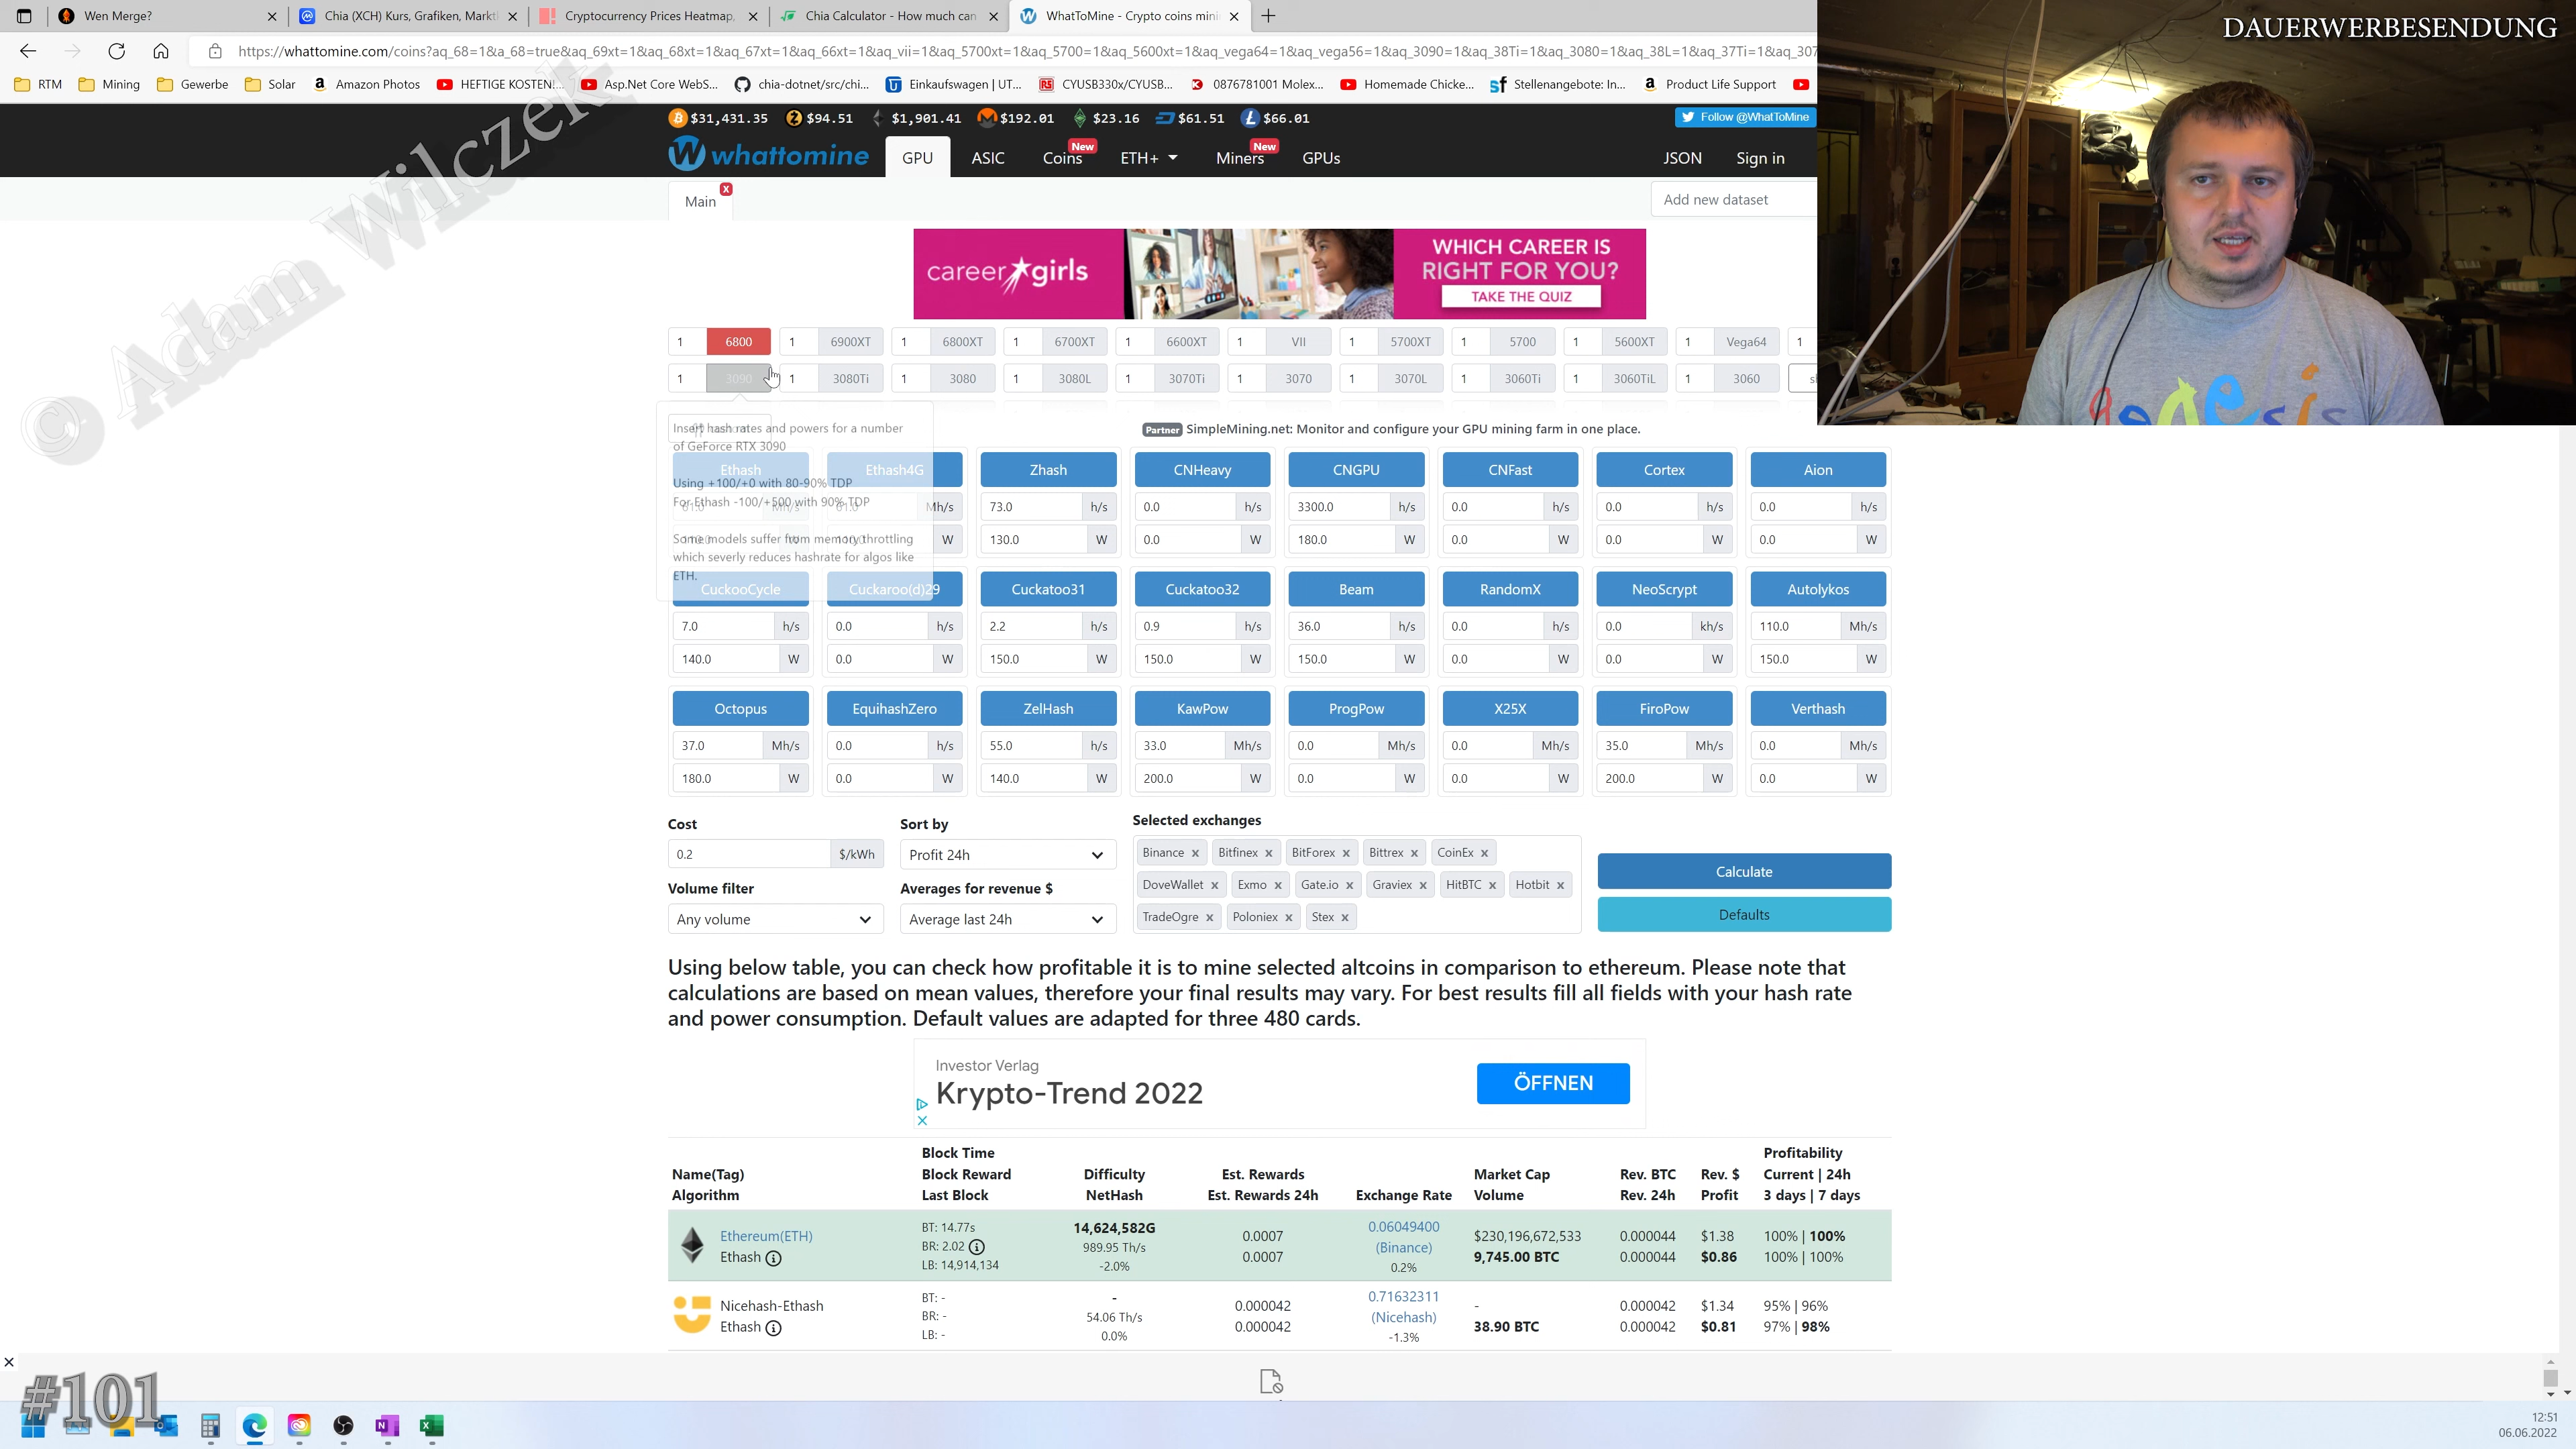 Wen Merge?
Chia (XCH) Kurs, Grafiken, Markti
Cryptocurrency Prices Heatmap,
Chia Calculator - How much can
WhatToMine - Crypto coins mini
DAUERWERBESENDUNG
https://whattomine.com/coins?aq_68=1&a_68=true&aq_69xt=1&aq_68xt=1&aq_67xt=1&aq_66xt=1&aq_vii=1&aq_5700xt=1&aq_5700=1&aq_5600xt=1&aq_vega64=1&aq_vega56=1&aq_3090=1&aq_38Ti=1&aq_3080=1&aq_38L=1&aq_37Ti=1&aq_307
RTM Mining Gewerbe Solar Amazon Photos HEFTIGE KOSTEN!... Asp.Net Core WebS... chia-dotnet/src/chi... Einkaufswagen | UT... CYUSB330x/CYUSB... 0876781001 Molex... Homemade Chicke... Stellenangebote: In... Product Life Support
© Adam Wilczek
$31,431.35 $94.51 $1,901.41 $192.01 $23.16 $61.51 $66.01
Follow @WhatToMine
whattomine GPU ASIC Coins New ETH+ Miners New GPUs JSON Sign in
Main x
Add new dataset
career girls
WHICH CAREER IS
RIGHT FOR YOU?
TAKE THE QUIZ
1 6800 1 6900XT 1 6800XT 1 6700XT 1 6600XT 1 VII 1 5700XT 1 5700 1 5600XT 1 Vega64 1
1 3090 1 3080Ti 1 3080 1 3080L 1 3070Ti 1 3070 1 3070L 1 3060Ti 1 3060TiL 1 3060
Insert hash rates and powers for a number
of GeForce RTX 3090
Using +100/+0 with 80-90% TDP
For Ethash -100/+500 with 90% TDP
Some models suffer from memory throttling
which severly reduces hashrate for algos like
ETH.
Partner SimpleMining.net: Monitor and configure your GPU mining farm in one place.
Ethash Ethash4G Zhash CNHeavy CNGPU CNFast Cortex Aion
Mh/s 73.0 h/s 0.0 h/s 3300.0 h/s 0.0 h/s 0.0 h/s 0.0 h/s
W 130.0 W 0.0 W 180.0 W 0.0 W 0.0 W 0.0 W
CuckooCycle Cuckaroo(d)29 Cuckatoo31 Cuckatoo32 Beam RandomX NeoScrypt Autolykos
7.0 h/s 0.0 h/s 2.2 h/s 0.9 h/s 36.0 h/s 0.0 h/s 0.0 kh/s 110.0 Mh/s
140.0 W 0.0 W 150.0 W 150.0 W 150.0 W 0.0 W 0.0 W 150.0 W
Octopus EquihashZero ZelHash KawPow ProgPow X25X FiroPow Verthash
37.0 Mh/s 0.0 h/s 55.0 h/s 33.0 Mh/s 0.0 Mh/s 0.0 Mh/s 35.0 Mh/s 0.0 Mh/s
180.0 W 0.0 W 140.0 W 200.0 W 0.0 W 0.0 W 200.0 W 0.0 W
Cost Sort by Selected exchanges
0.2 $/kWh Profit 24h
Binance x Bitfinex x BitForex x Bittrex x CoinEx x
DoveWallet x Exmo x Gate.io x Graviex x HitBTC x Hotbit x
TradeOgre x Poloniex x Stex x
Volume filter Averages for revenue $
Any volume Average last 24h
Calculate
Defaults
Using below table, you can check how profitable it is to mine selected altcoins in comparison to ethereum. Please note that
calculations are based on mean values, therefore your final results may vary. For best results fill all fields with your hash rate
and power consumption. Default values are adapted for three 480 cards.
Investor Verlag
Krypto-Trend 2022
ÖFFNEN
Block Time Profitability
Name(Tag) Block Reward Difficulty Est. Rewards Market Cap Rev. BTC Rev. $ Current | 24h
Algorithm Last Block NetHash Est. Rewards 24h Exchange Rate Volume Rev. 24h Profit 3 days | 7 days
BT: 14.77s 14,624,582G 0.06049400
Ethereum(ETH) BR: 2.02 989.95 Th/s 0.0007 (Binance) $230,196,672,533 0.000044 $1.38 100% | 100%
Ethash LB: 14,914,134 -2.0% 0.0007 0.2% 9,745.00 BTC 0.000044 $0.86 100% | 100%
BT: - - 0.71632311
Nicehash-Ethash BR: - 54.06 Th/s 0.000042 (Nicehash) - 0.000042 $1.34 95% | 96%
Ethash LB: - 0.0% 0.000042 -1.3% 38.90 BTC 0.000042 $0.81 97% | 98%
#101
12:51
06.06.2022
genesis